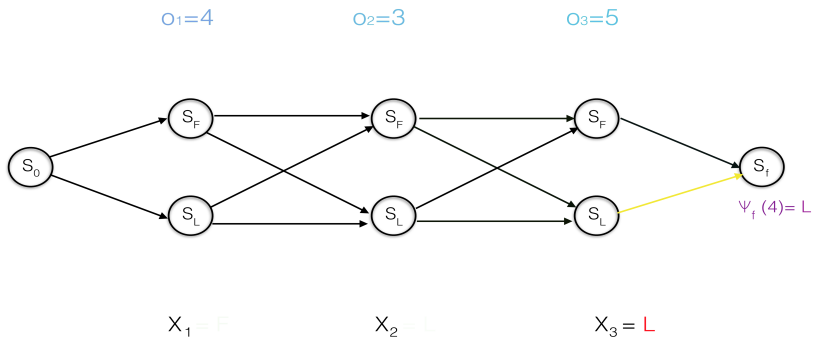 o₁=4 o₂=3 o₃=5
S_F S_F S_F
S₀ S_f
S_L S_L S_L
Ψ_f (4)= L
X₁ = F X₂ = L X₃ = L